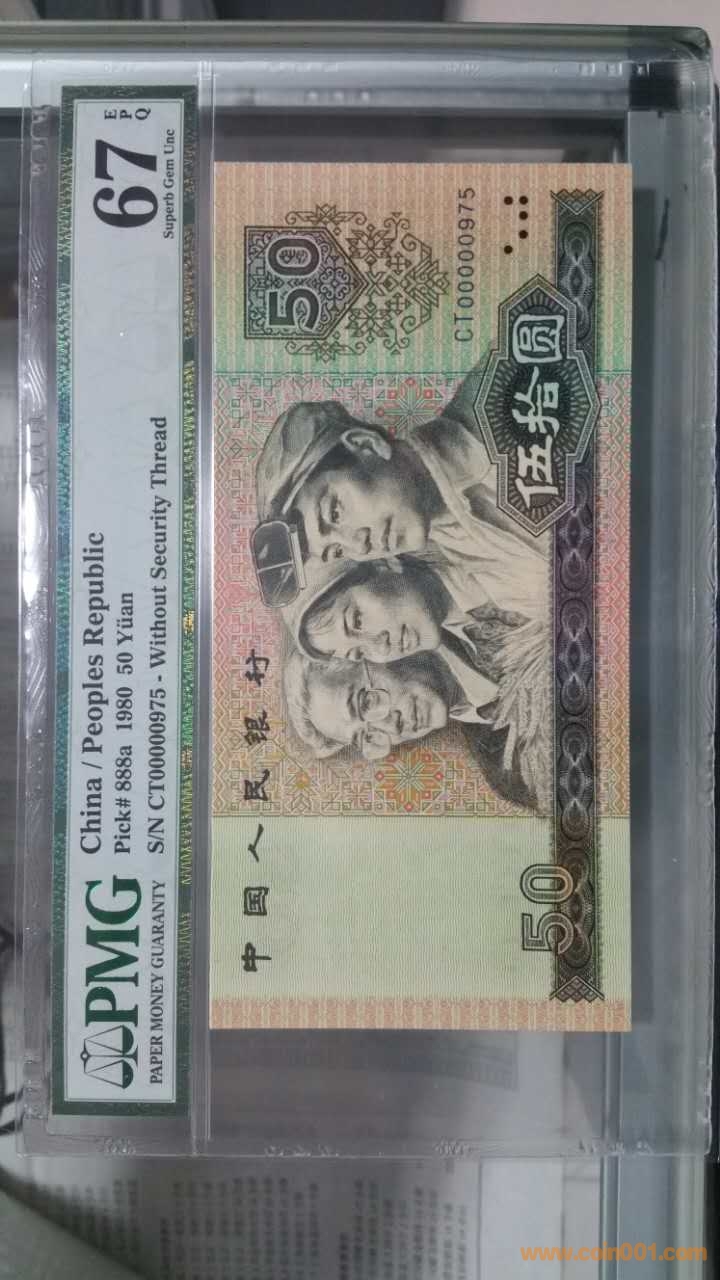 PMG
PAPER MONEY GUARANTY
China / Peoples Republic
Pick# 888a 1980 50 Yüan
S/N CT00000975 - Without Security Thread
67 EPQ
Superb Gem Unc
中国人民银行
50
CT00000975
伍拾圆
50
www.coin001.com